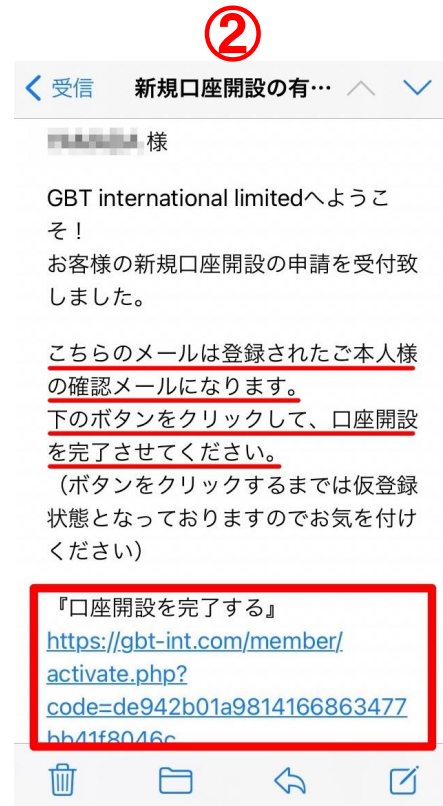 ②
受信 新規口座開設の有…
様
GBT international limitedへようこ
そ！
お客様の新規口座開設の申請を受付致
しました。
こちらのメールは登録されたご本人様
の確認メールになります。
下のボタンをクリックして、口座開設
を完了させてください。
（ボタンをクリックするまでは仮登録
状態となっておりますのでお気を付け
ください）
『口座開設を完了する』
https://gbt-int.com/member/
activate.php?
code=de942b01a9814166863477
bb41f8046c